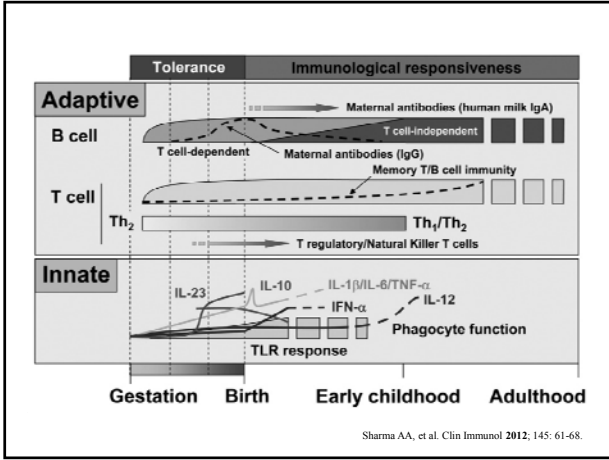 Tolerance
Immunological responsiveness
Adaptive
Maternal antibodies (human milk IgA)
B cell
T cell-independent
T cell-dependent
Maternal antibodies (IgG)
Memory T/B cell immunity
T cell
Th2
Th1/Th2
T regulatory/Natural Killer T cells
Innate
IL-23
IL-10
IL-1β/IL-6/TNF-α
IFN-α
IL-12
Phagocyte function
TLR response
Gestation
Birth
Early childhood
Adulthood
Sharma AA, et al. Clin Immunol 2012; 145: 61-68.